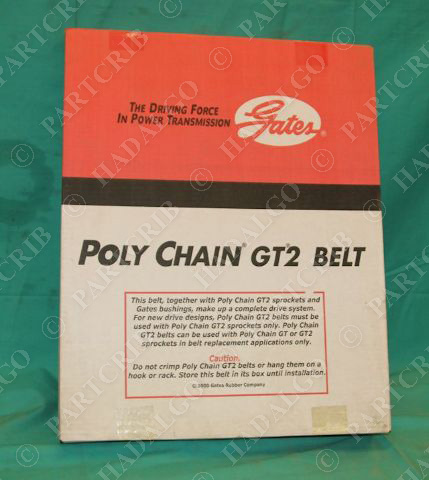 THE DRIVING FORCE
IN POWER TRANSMISSION
Gates®
POLY CHAIN® GT®2 BELT
This belt, together with Poly Chain GT2 sprockets and
Gates bushings, make up a complete drive system.
For new drive designs, Poly Chain GT2 belts must be
used with Poly Chain GT2 sprockets only. Poly Chain
GT2 belts can be used with Poly Chain GT or GT2
sprockets in belt replacement applications only.
Caution.
Do not crimp Poly Chain GT2 belts or hang them on a
hook or rack. Store this belt in its box until installation.
© 2000 Gates Rubber Company
© PARTCRIB
© HADALGO